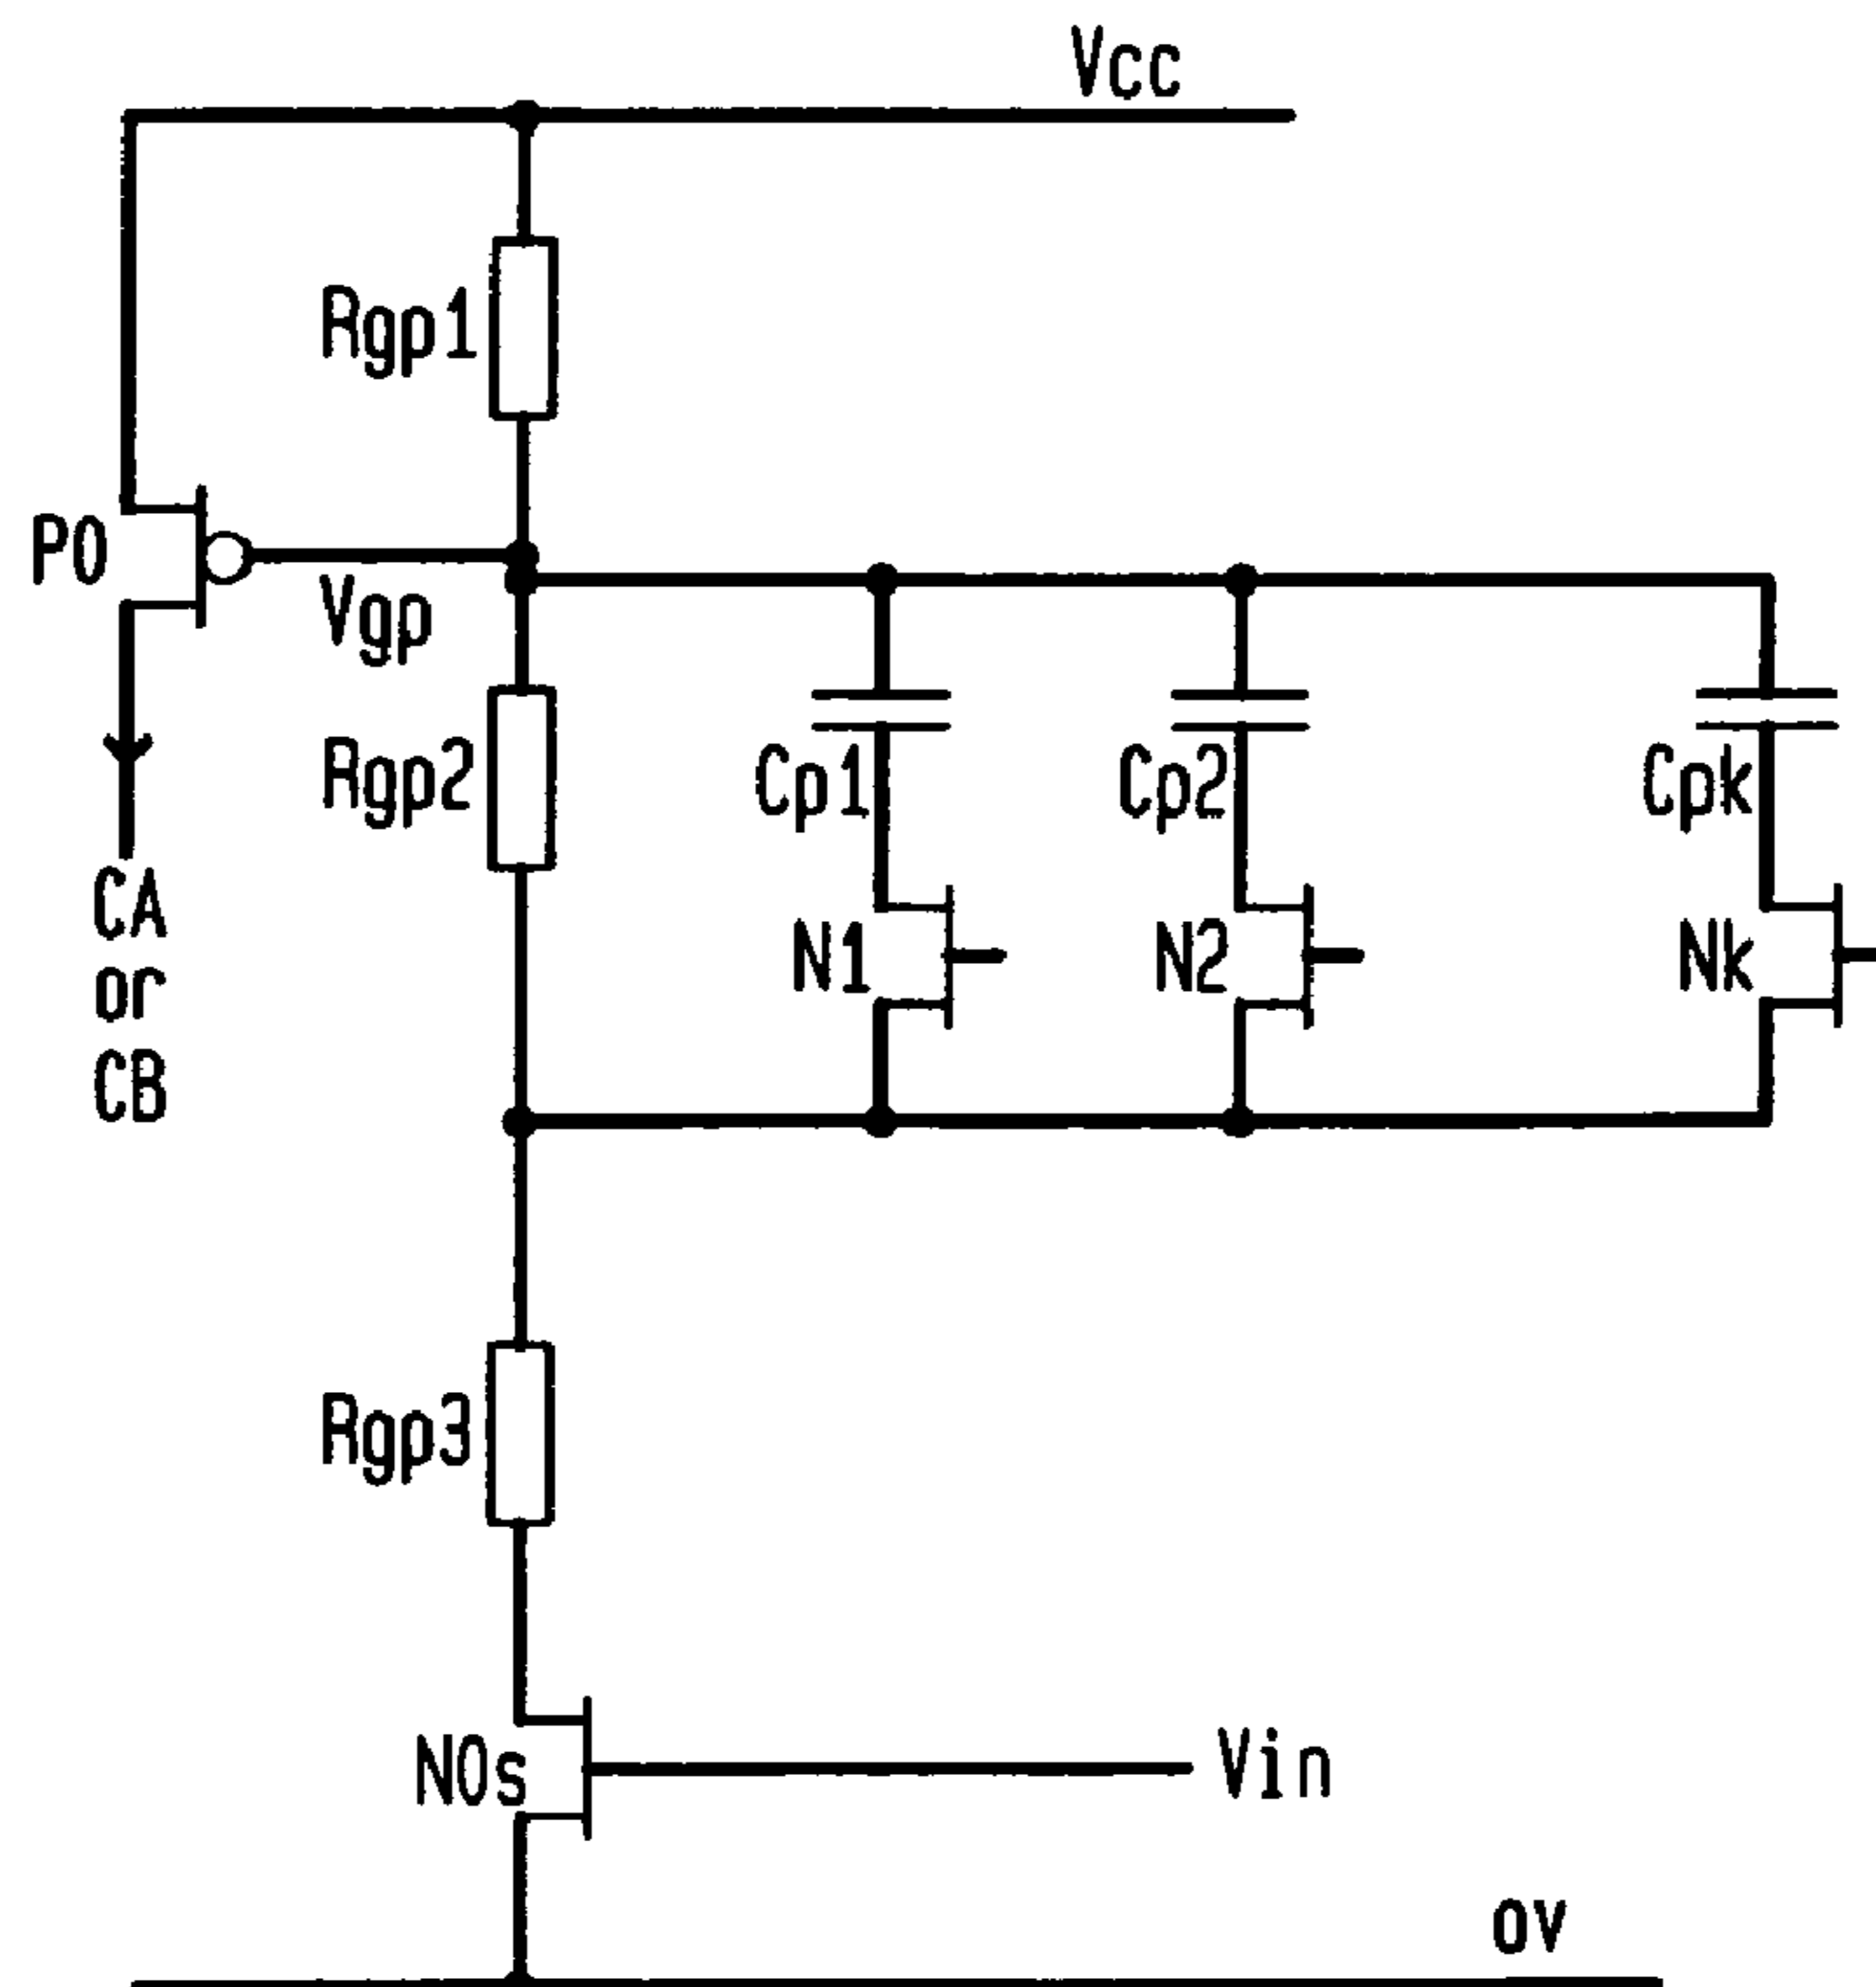 Vcc
Rgp1
P0
Vgp
Rgp2
Cp1
Cp2
Cpk
CA
or
CB
N1
N2
Nk
Rgp3
N0s
Vin
0v